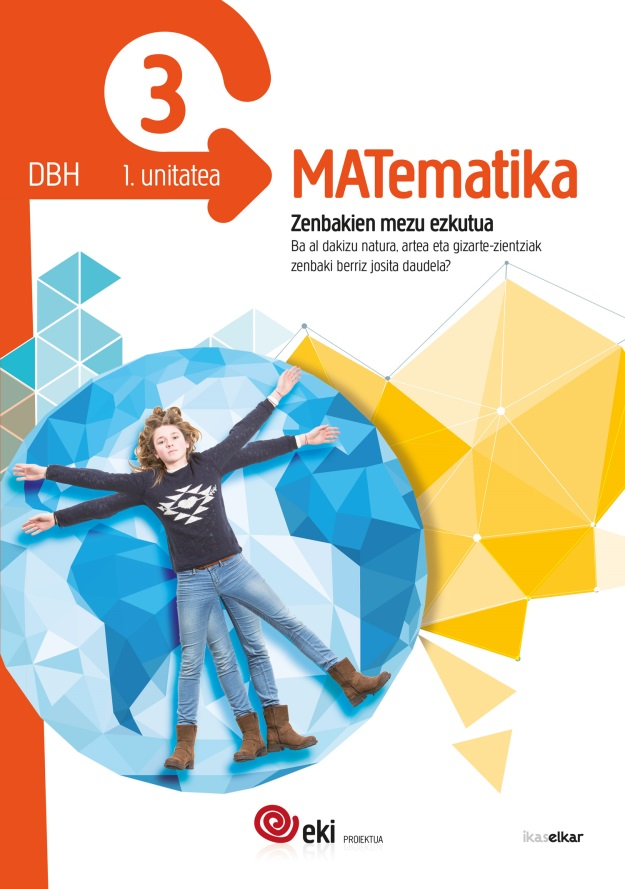 3
DBH 1. unitatea
MATematika
Zenbakien mezu ezkutua
Ba al dakizu natura, artea eta gizarte-zientziak
zenbaki berriz josita daudela?
eki PROIEKTUA
ikaselkar